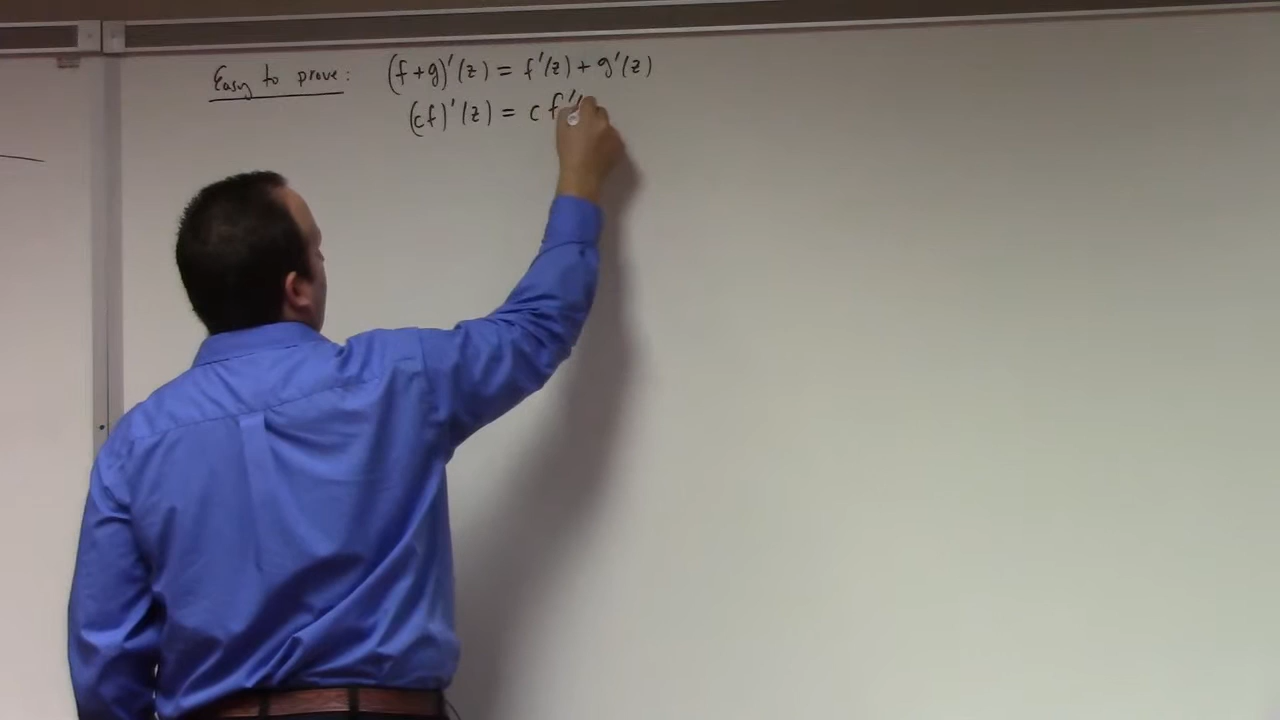 Easy to prove: (f+g)'(z) = f'(z) + g'(z)
(cf)'(z) = c f'(